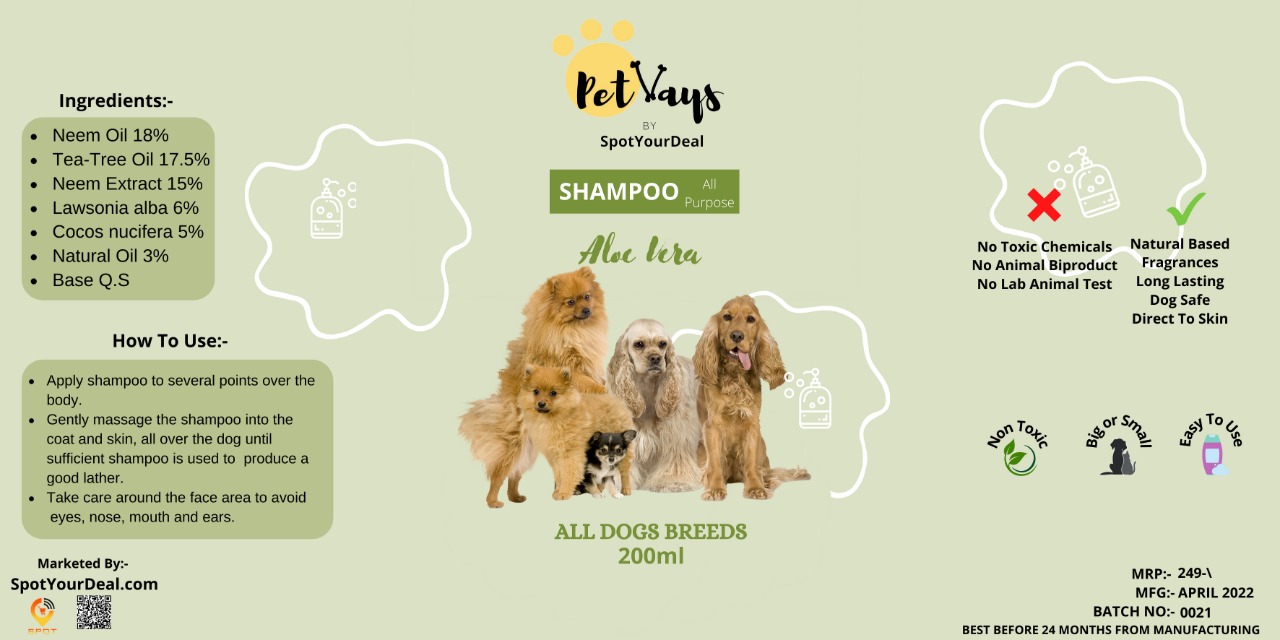 Ingredients:-
Neem Oil 18%
Tea-Tree Oil 17.5%
Neem Extract 15%
Lawsonia alba 6%
Cocos nucifera 5%
Natural Oil 3%
Base Q.S
How To Use:-
Apply shampoo to several points over the
body.
Gently massage the shampoo into the
coat and skin, all over the dog until
sufficient shampoo is used to produce a
good lather.
Take care around the face area to avoid
eyes, nose, mouth and ears.
Marketed By:-
SpotYourDeal.com
SPOT
Pet Vays
BY
SpotYourDeal
SHAMPOO All
Purpose
Aloe Vera
ALL DOGS BREEDS
200ml
No Toxic Chemicals
No Animal Biproduct
No Lab Animal Test
Natural Based
Fragrances
Long Lasting
Dog Safe
Direct To Skin
Non Toxic
Big or Small
Easy To Use
MRP:- 249-\
MFG:- APRIL 2022
BATCH NO:- 0021
BEST BEFORE 24 MONTHS FROM MANUFACTURING